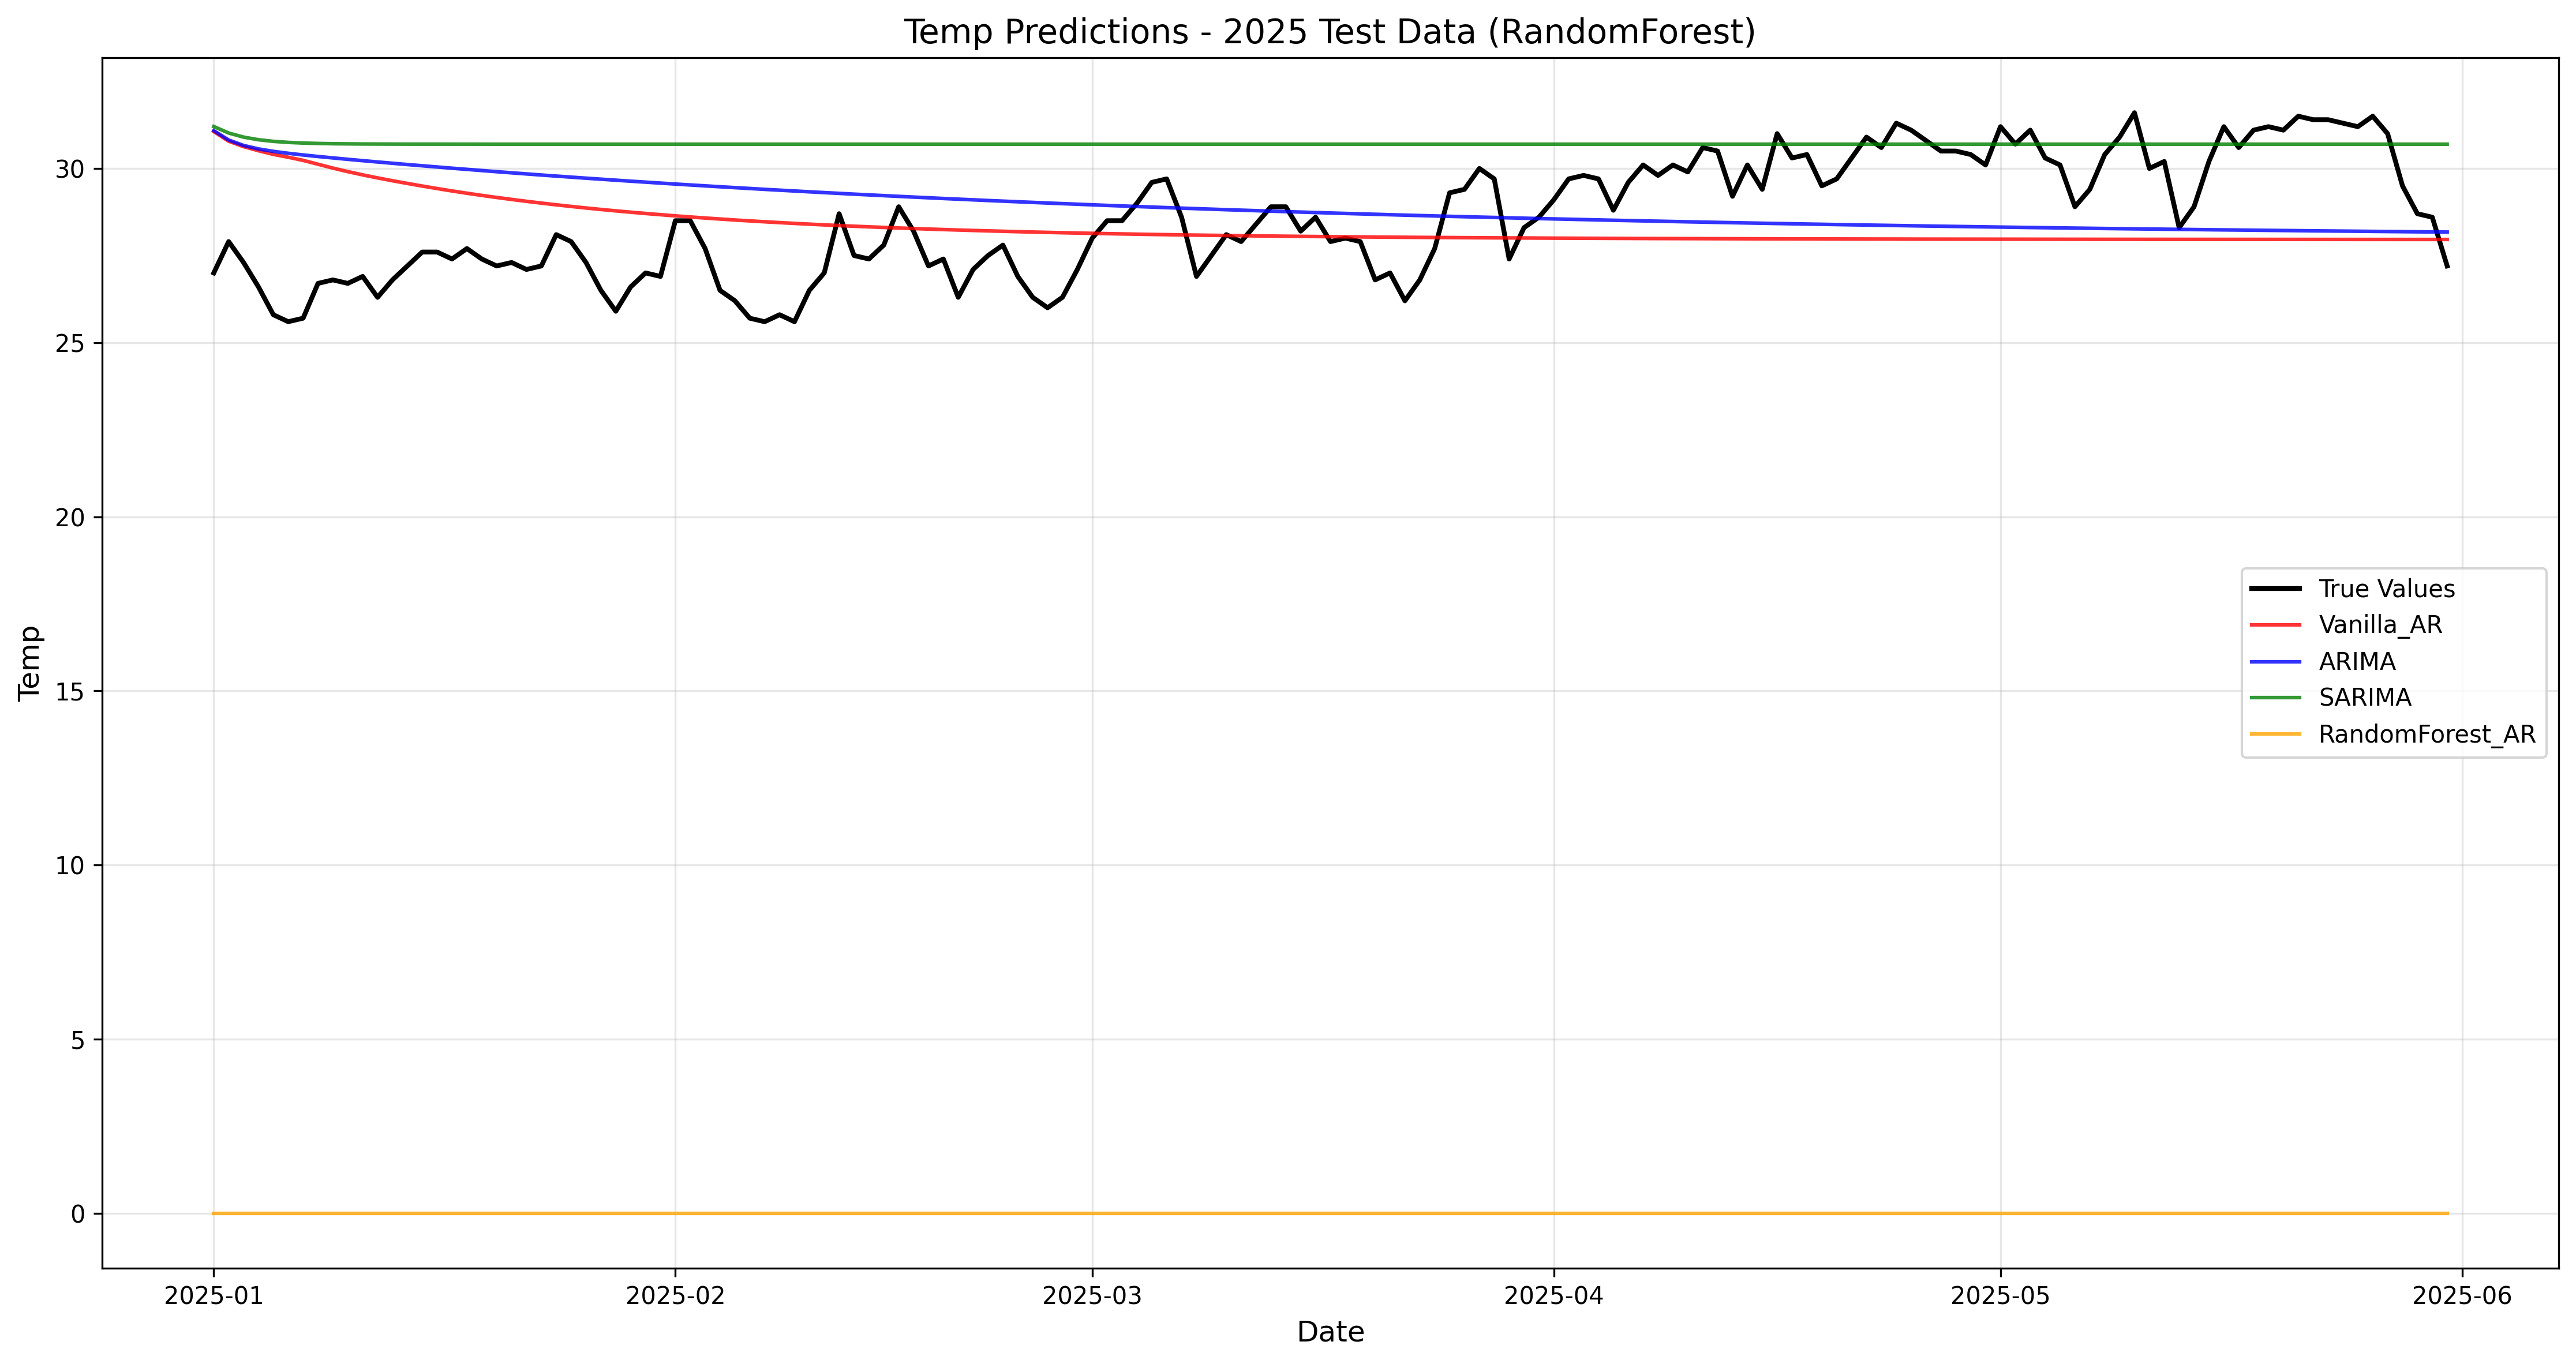 Temp Predictions - 2025 Test Data (RandomForest)
Temp
30
25
20
15
10
5
0
True Values
Vanilla_AR
ARIMA
SARIMA
RandomForest_AR
2025-01
2025-02
2025-03
2025-04
2025-05
2025-06
Date